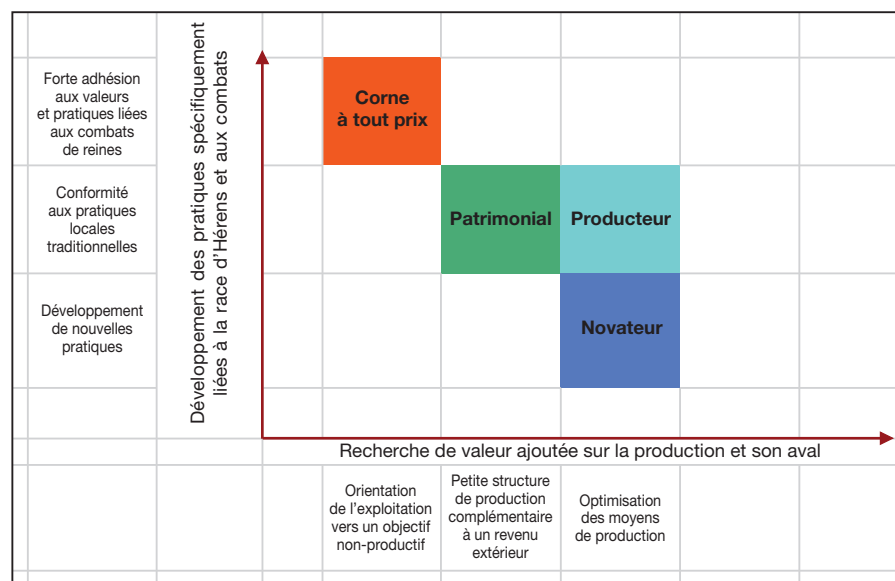 Forte adhésion
aux valeurs
et pratiques liées
aux combats
de reines
Conformité
aux pratiques
locales
traditionnelles
Développement
de nouvelles
pratiques
Développement des pratiques spécifiquement
liées à la race d'Hérens et aux combats
Corne
à tout prix
Patrimonial
Producteur
Novateur
Recherche de valeur ajoutée sur la production et son aval
Orientation
de l'exploitation
vers un objectif
non-productif
Petite structure
de production
complémentaire
à un revenu
extérieur
Optimisation
des moyens
de production